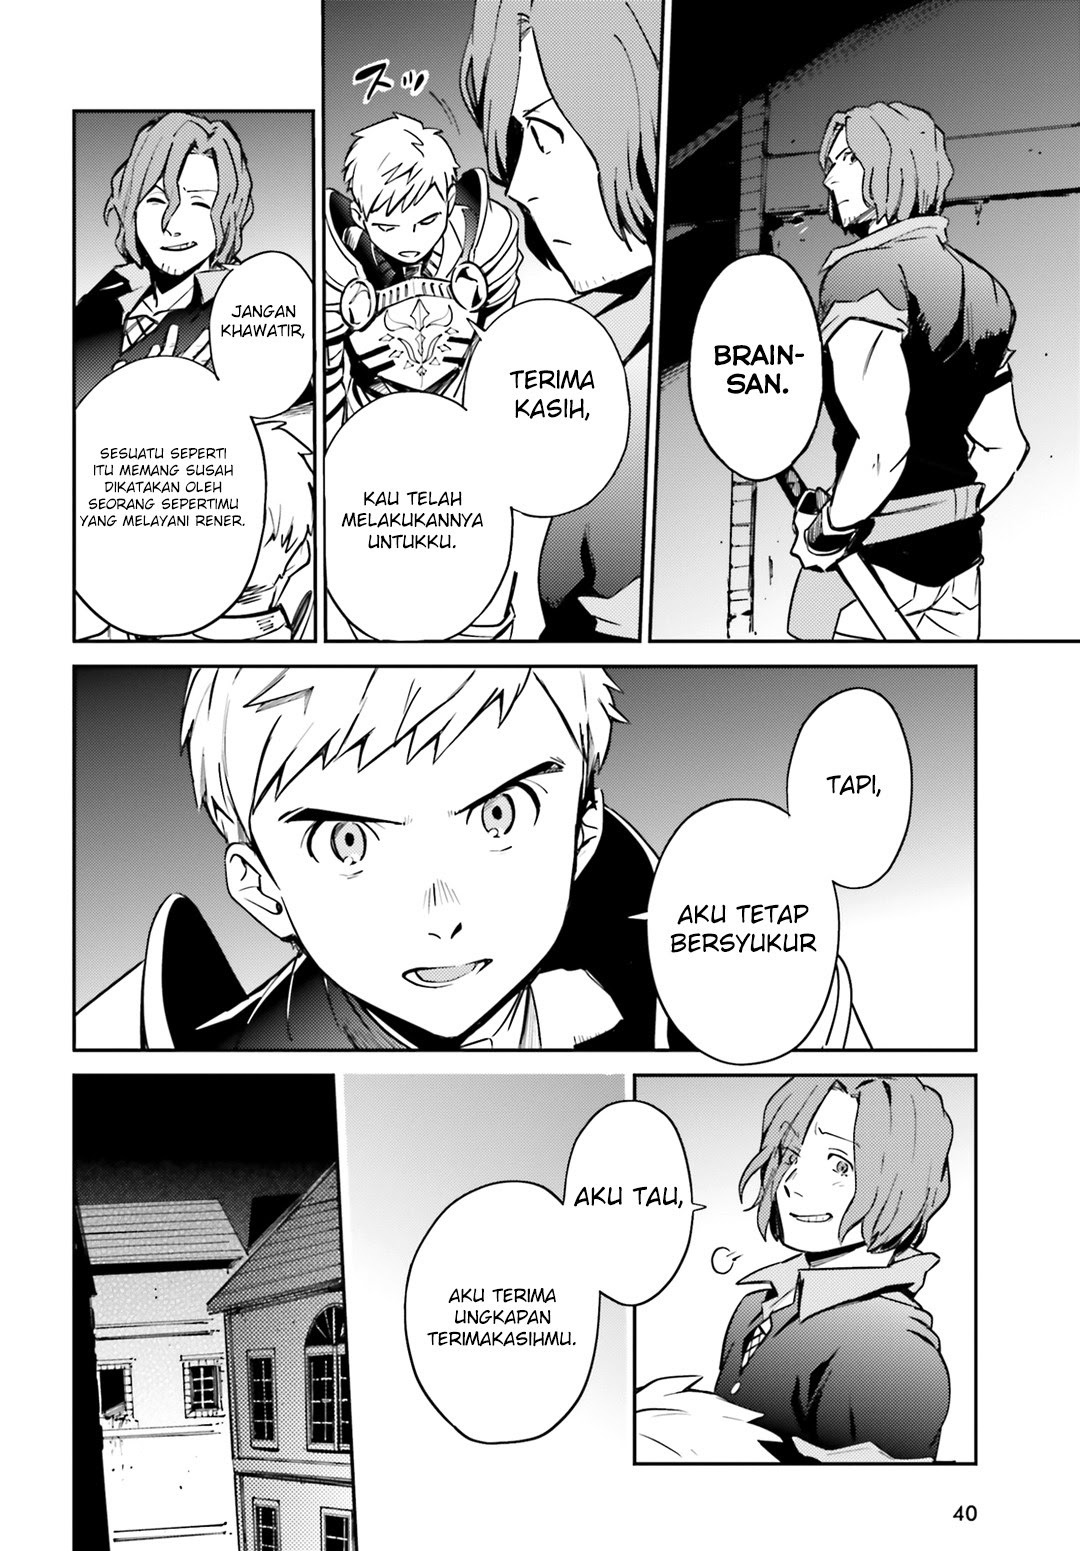 BRAIN-
SAN.
スッ
TERIMA
KASIH,
KAU TELAH
MELAKUKANNYA
UNTUKKU.
JANGAN
KHAWATIR,
SESUATU SEPERTI
ITU MEMANG SUSAH
DIKATAKAN OLEH
SEORANG SEPERTIMU
YANG MELAYANI RENER.
TAPI,
AKU TETAP
BERSYUKUR
AKU TAU,
AKU TERIMA
UNGKAPAN
TERIMAKASIHMU.
40